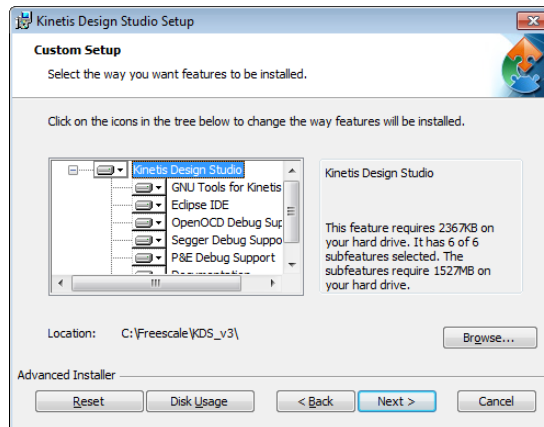 Kinetis Design Studio Setup
Custom Setup
Select the way you want features to be installed.
Click on the icons in the tree below to change the way features will be installed.
Kinetis Design Studio
GNU Tools for Kinetis
Eclipse IDE
OpenOCD Debug Sup
Segger Debug Suppo
P&E Debug Support
Documentation
Kinetis Design Studio
This feature requires 2367KB on
your hard drive. It has 6 of 6
subfeatures selected. The
subfeatures require 1527MB on
your hard drive.
Location: C:\Freescale\KDS_v3\
Browse...
Advanced Installer
Reset Disk Usage < Back Next > Cancel